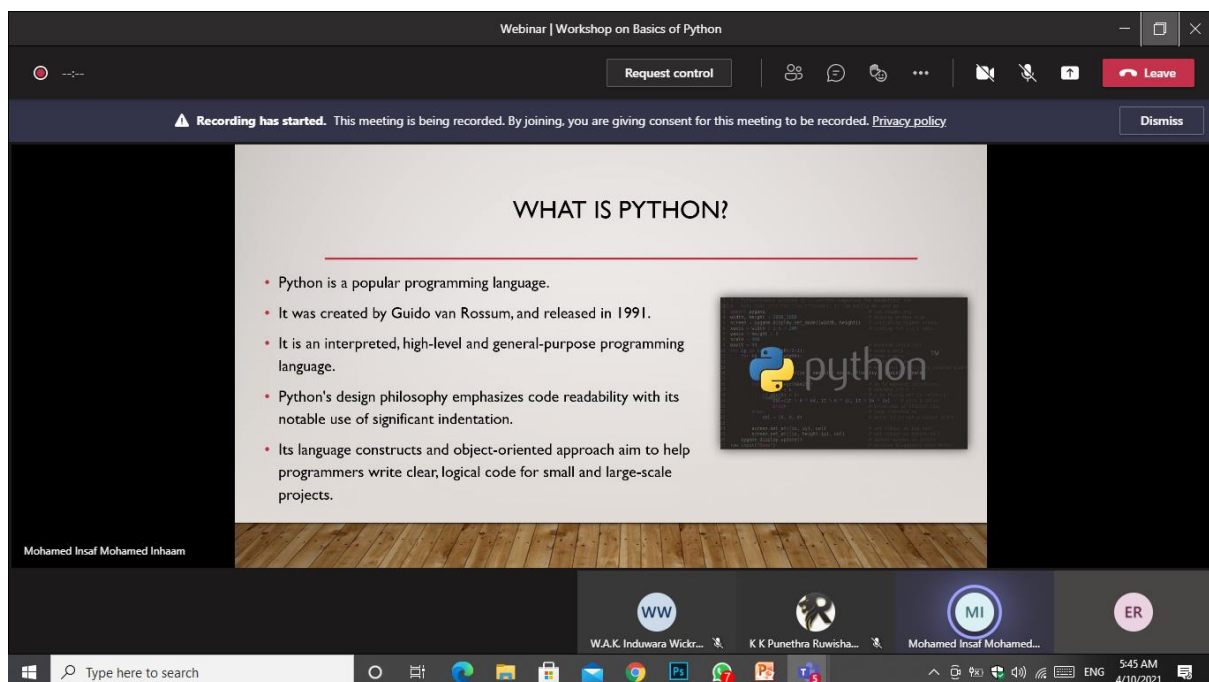 Webinar | Workshop on Basics of Python
--:--
Request control
Leave
Recording has started. This meeting is being recorded. By joining, you are giving consent for this meeting to be recorded. Privacy policy
Dismiss
WHAT IS PYTHON?
• Python is a popular programming language.
• It was created by Guido van Rossum, and released in 1991.
• It is an interpreted, high-level and general-purpose programming
language.
• Python's design philosophy emphasizes code readability with its
notable use of significant indentation.
• Its language constructs and object-oriented approach aim to help
programmers write clear, logical code for small and large-scale
projects.
python™
Mohamed Insaf Mohamed Inhaam
WW
MI
ER
W.A.K. Induwara Wickr...
K K Punethra Ruwisha...
Mohamed Insaf Mohamed...
Type here to search
Ps
ENG
5:45 AM
4/10/2021